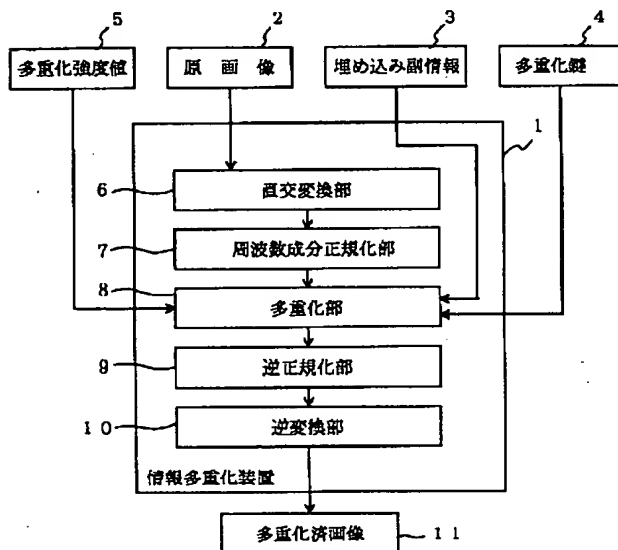 5 2 3 4
多重化強度値 原画像 埋め込み副情報 多重化鍵
1
6 直交変換部
7 周波数成分正規化部
8 多重化部
9 逆正規化部
10 逆変換部
情報多重化装置
多重化済画像 11